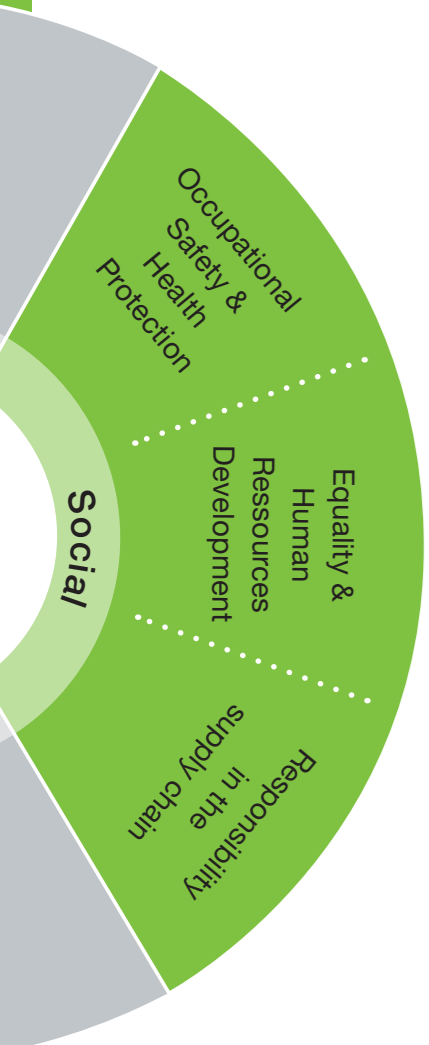 Occupational
Safety &
Health
Protection
Equality &
Human
Ressources
Development
Responsibility
in the
supply chain
Social